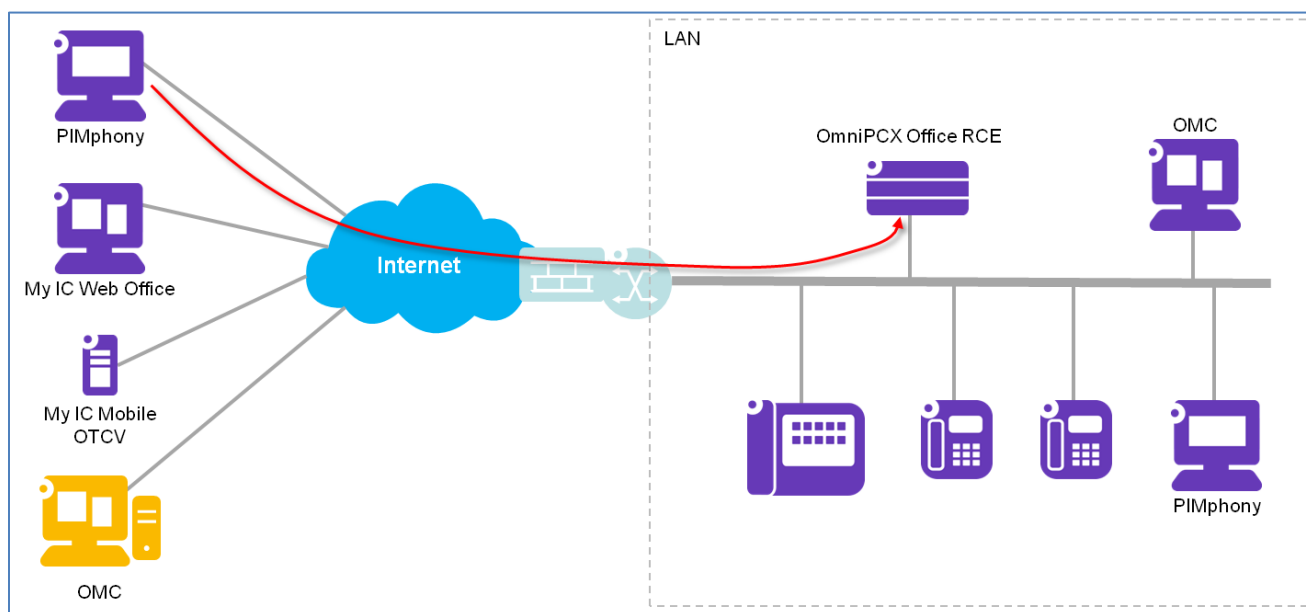 LAN
PIMphony
OmniPCX Office RCE
OMC
Internet
My IC Web Office
My IC Mobile
OTCV
PIMphony
OMC